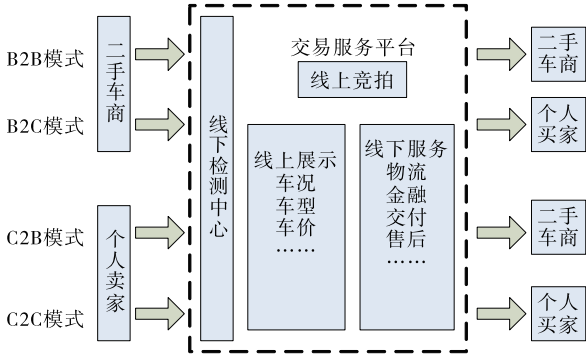 B2B模式
B2C模式
C2B模式
C2C模式
二手车商
个人卖家
线下检测中心
交易服务平台
线上竞拍
线上展示
车况
车型
车价
……
线下服务
物流
金融
交付
售后
……
二手
车商
个人
买家
二手
车商
个人
买家